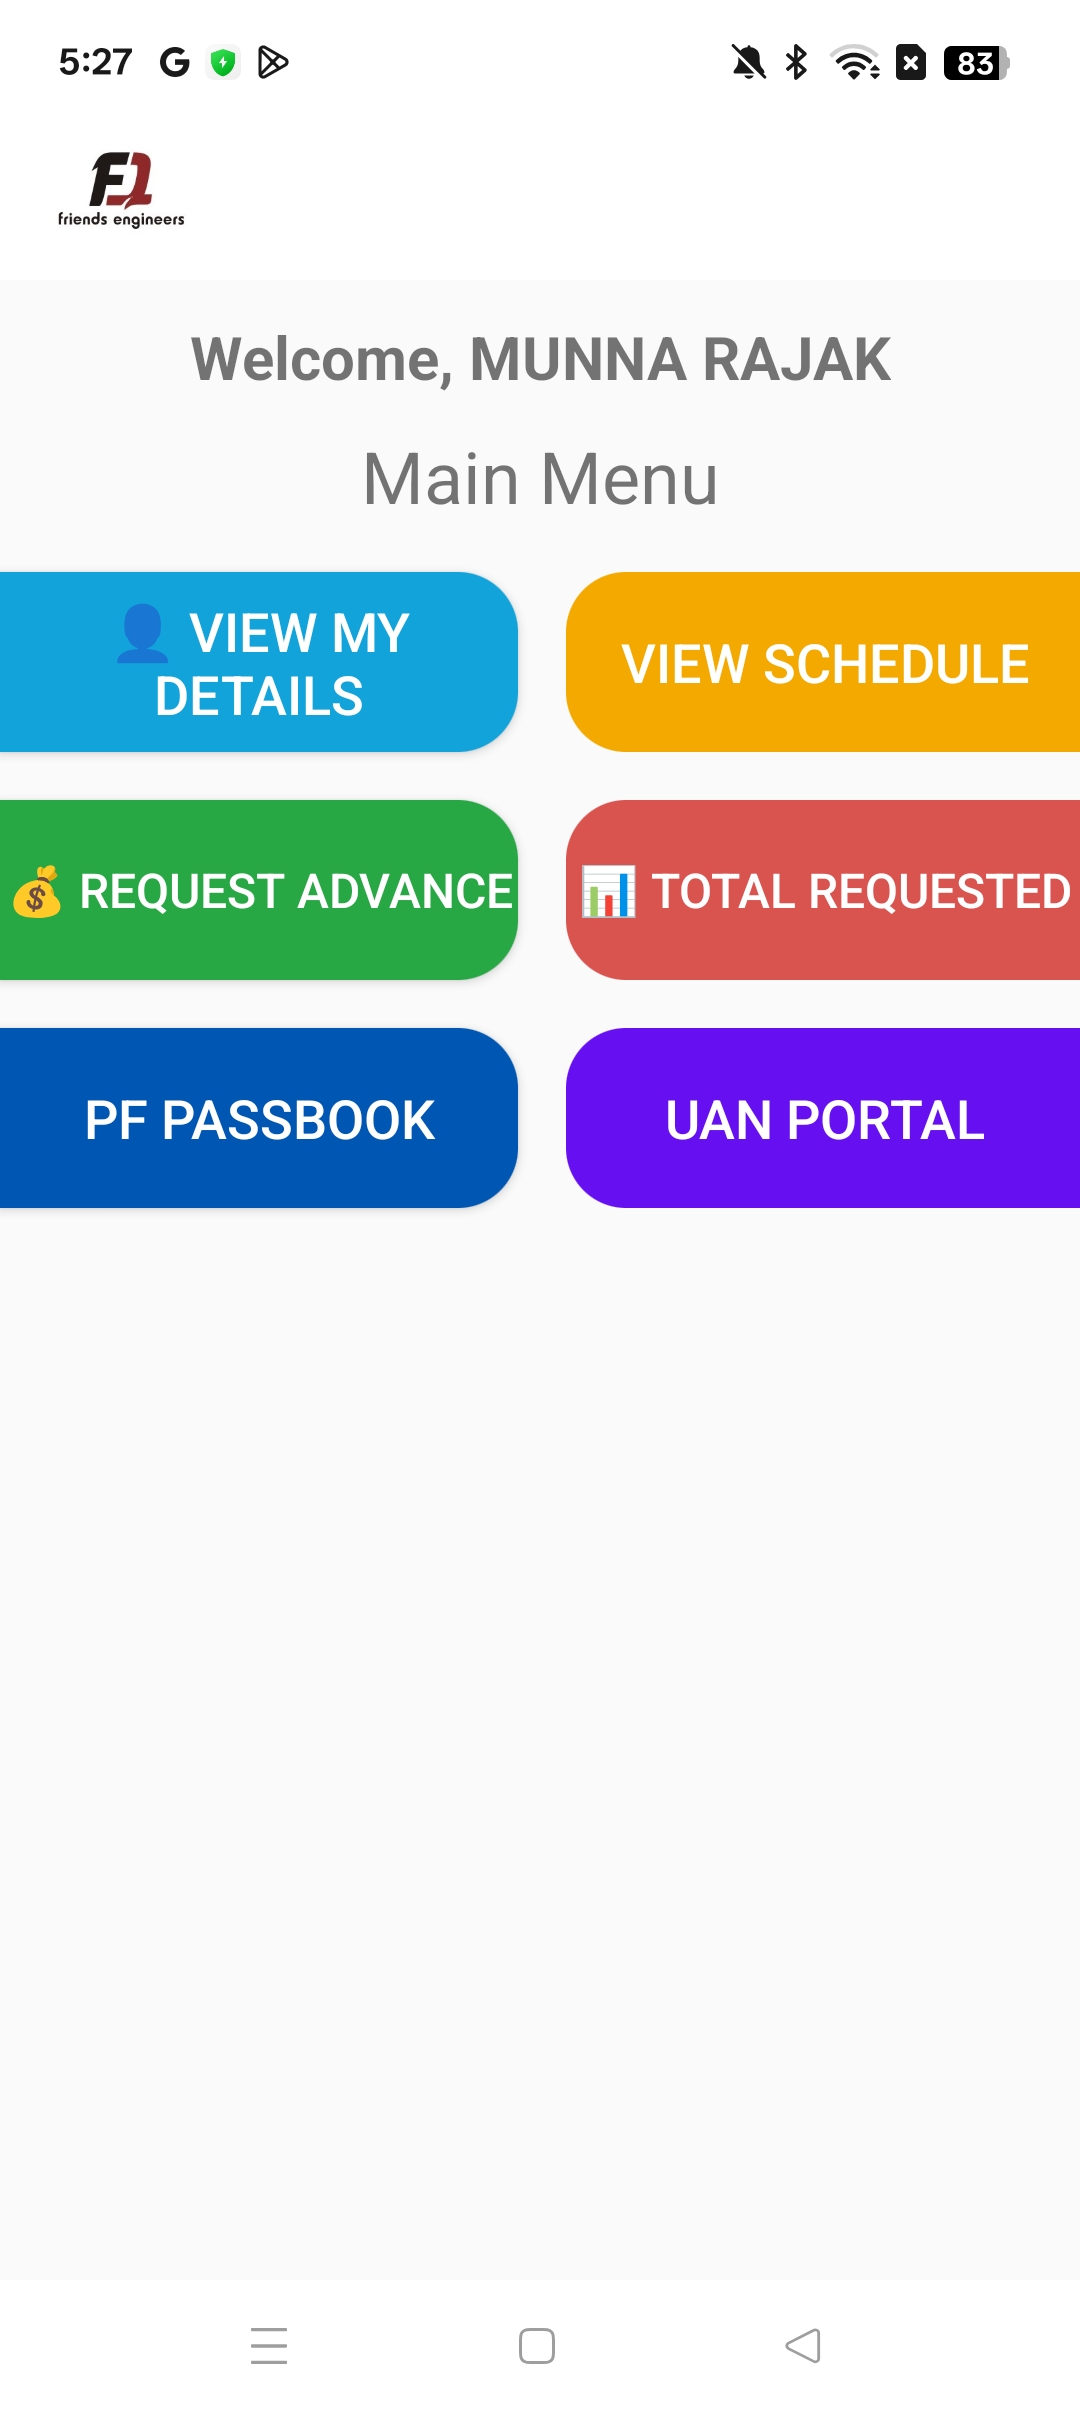 5:27
83
friends engineers
Welcome, MUNNA RAJAK
Main Menu
👤 VIEW MY
DETAILS
VIEW SCHEDULE
💰 REQUEST ADVANCE
📊 TOTAL REQUESTED
PF PASSBOOK
UAN PORTAL